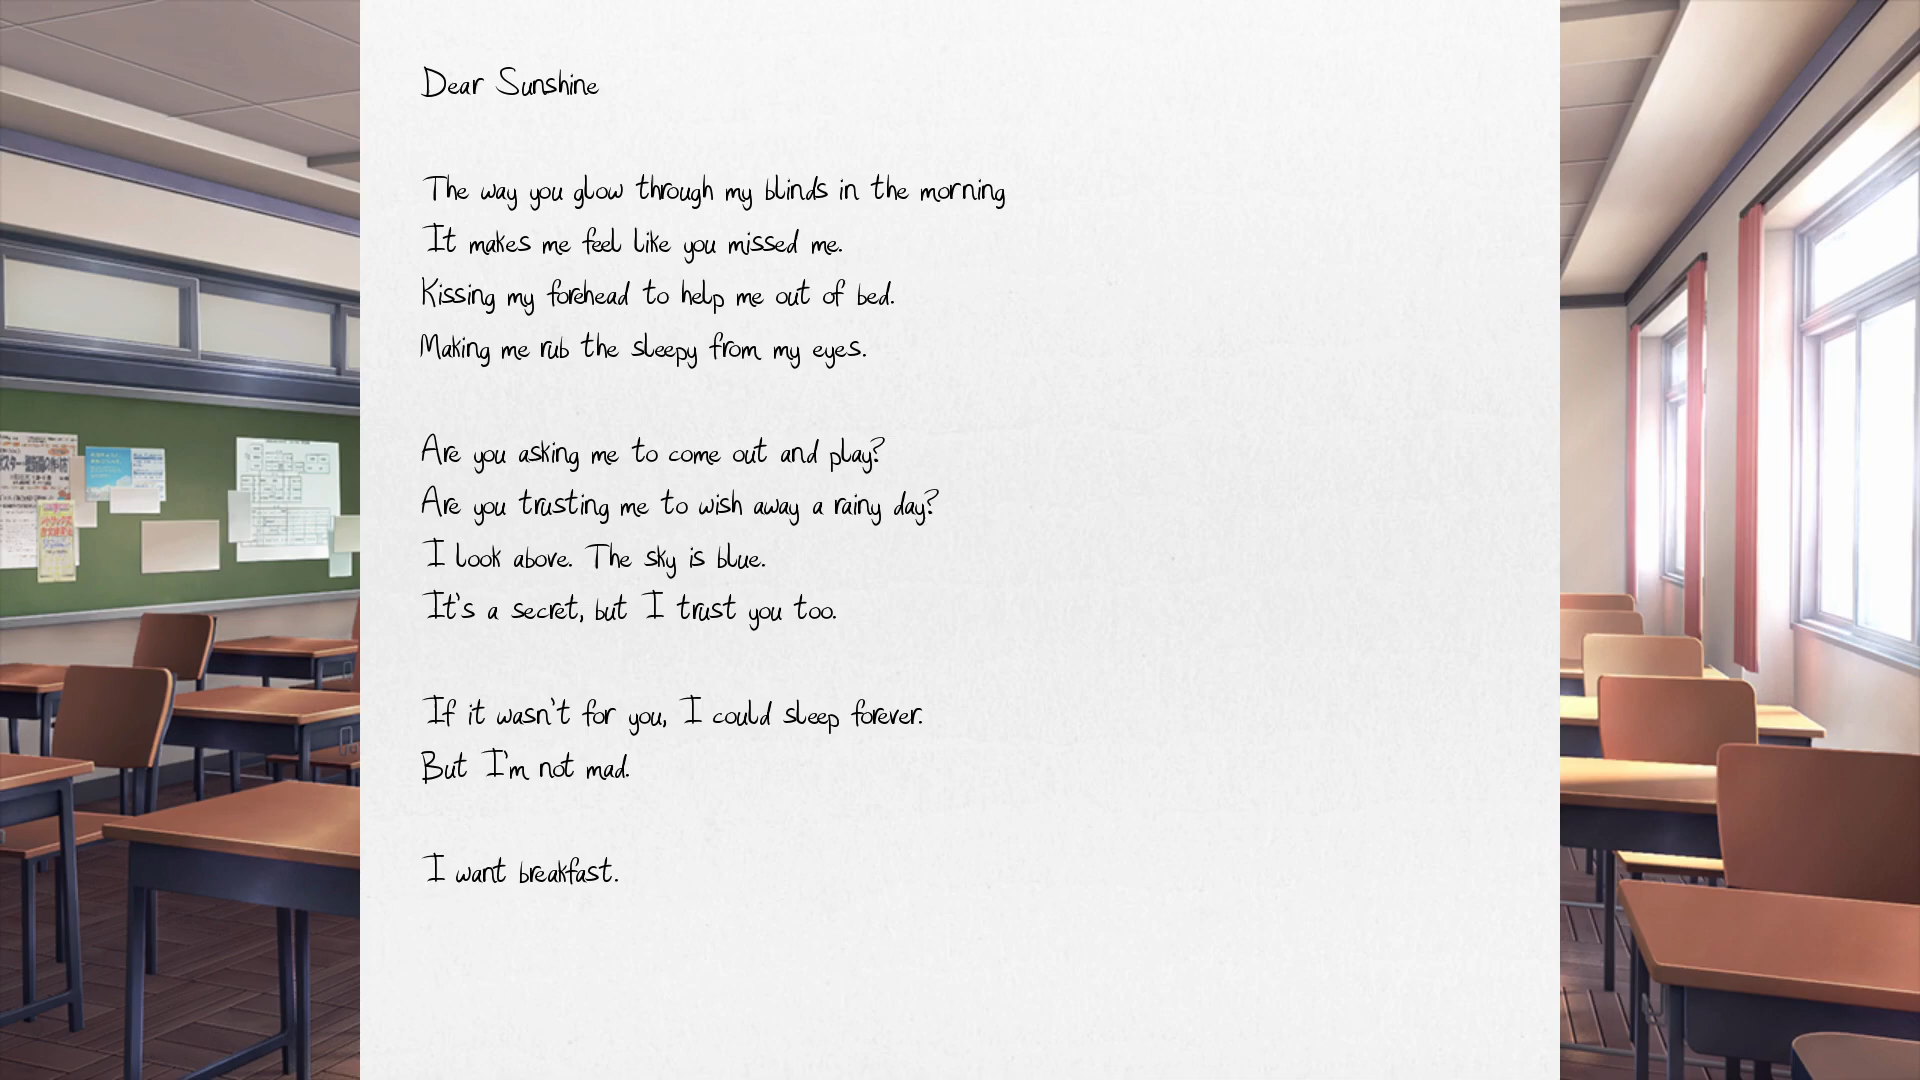 Dear Sunshine
The way you glow through my blinds in the morning
It makes me feel like you missed me.
Kissing my forehead to help me out of bed.
Making me rub the sleepy from my eyes.
Are you asking me to come out and play?
Are you trusting me to wish away a rainy day?
I look above. The sky is blue.
It's a secret, but I trust you too.
If it wasn't for you, I could sleep forever.
But I'm not mad.
I want breakfast.